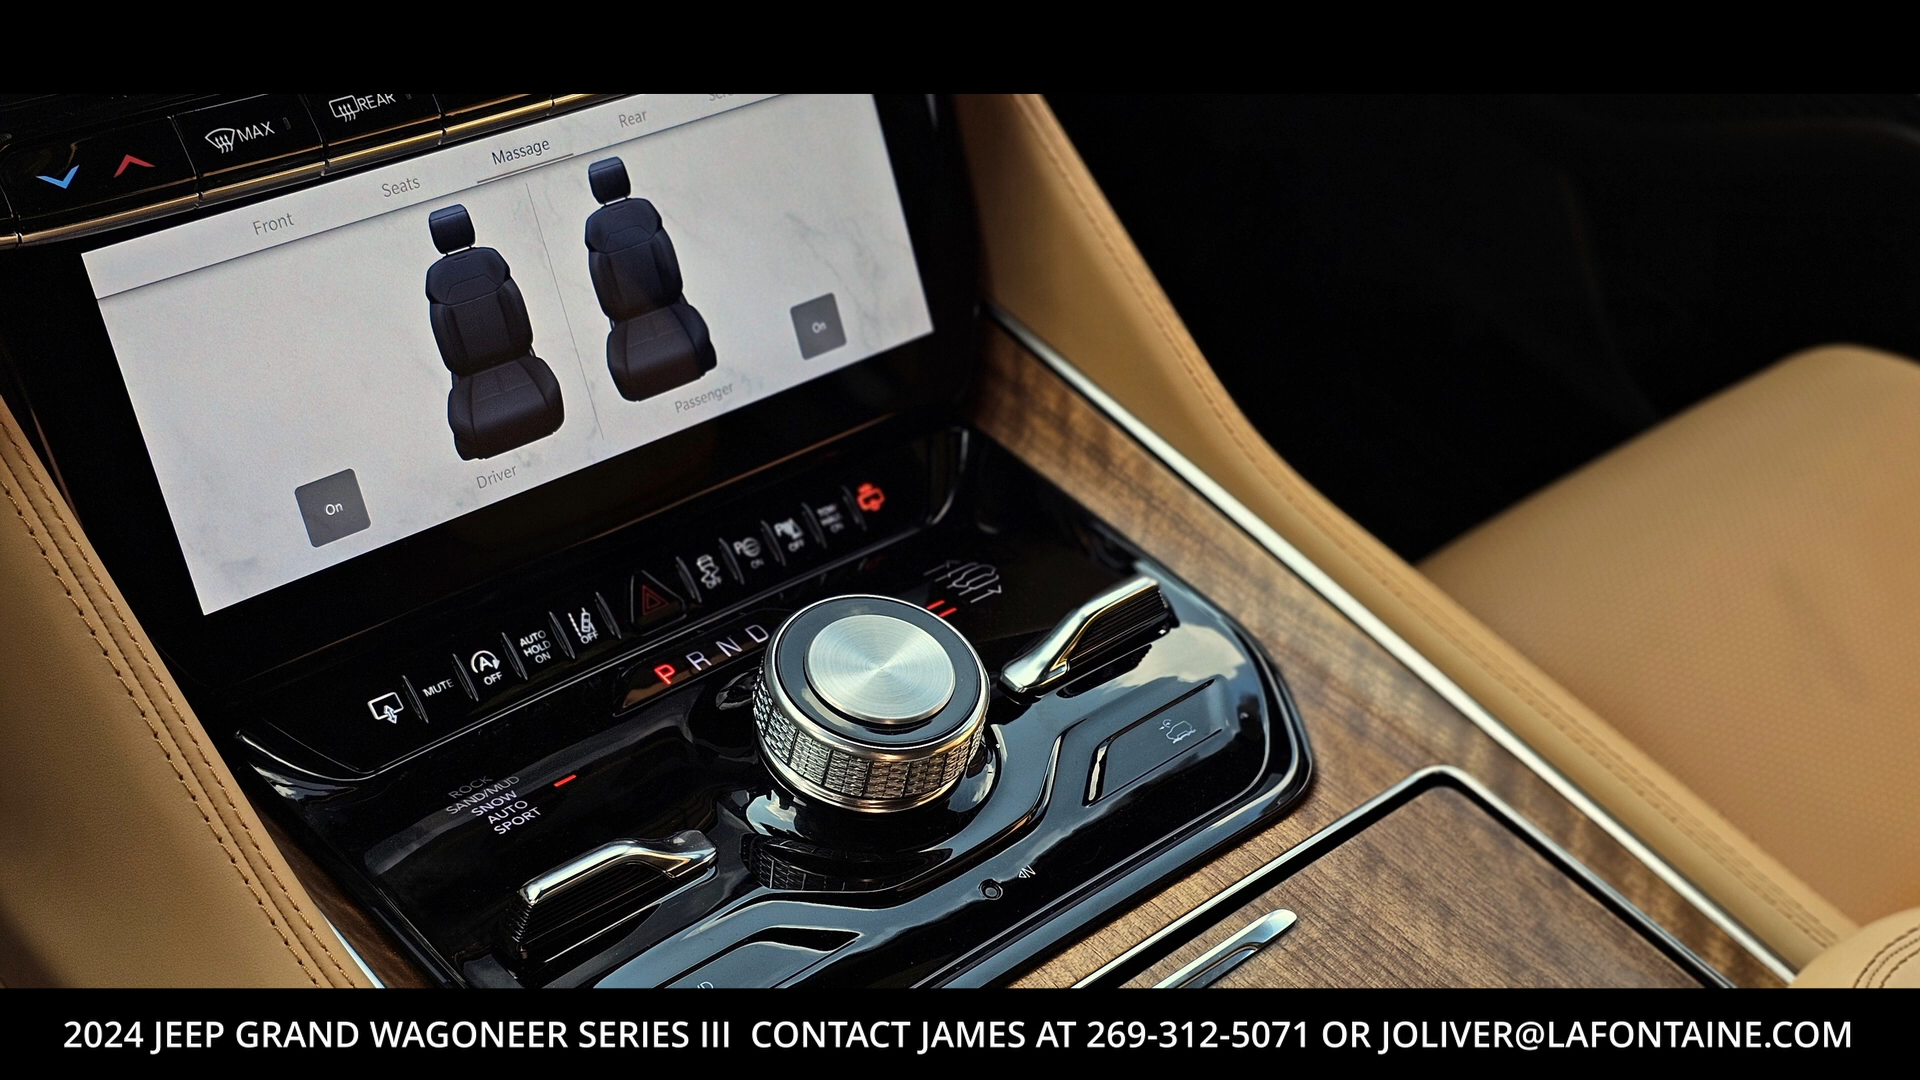 MAX
REAR
Front
Seats
Massage
Rear
On
Driver
Passenger
On
MUTE
OFF
AUTO
HOLD
ON
OFF
P R N D
ROCK
SAND/MUD
SNOW
AUTO
SPORT
2024 JEEP GRAND WAGONEER SERIES III CONTACT JAMES AT 269-312-5071 OR JOLIVER@LAFONTAINE.COM